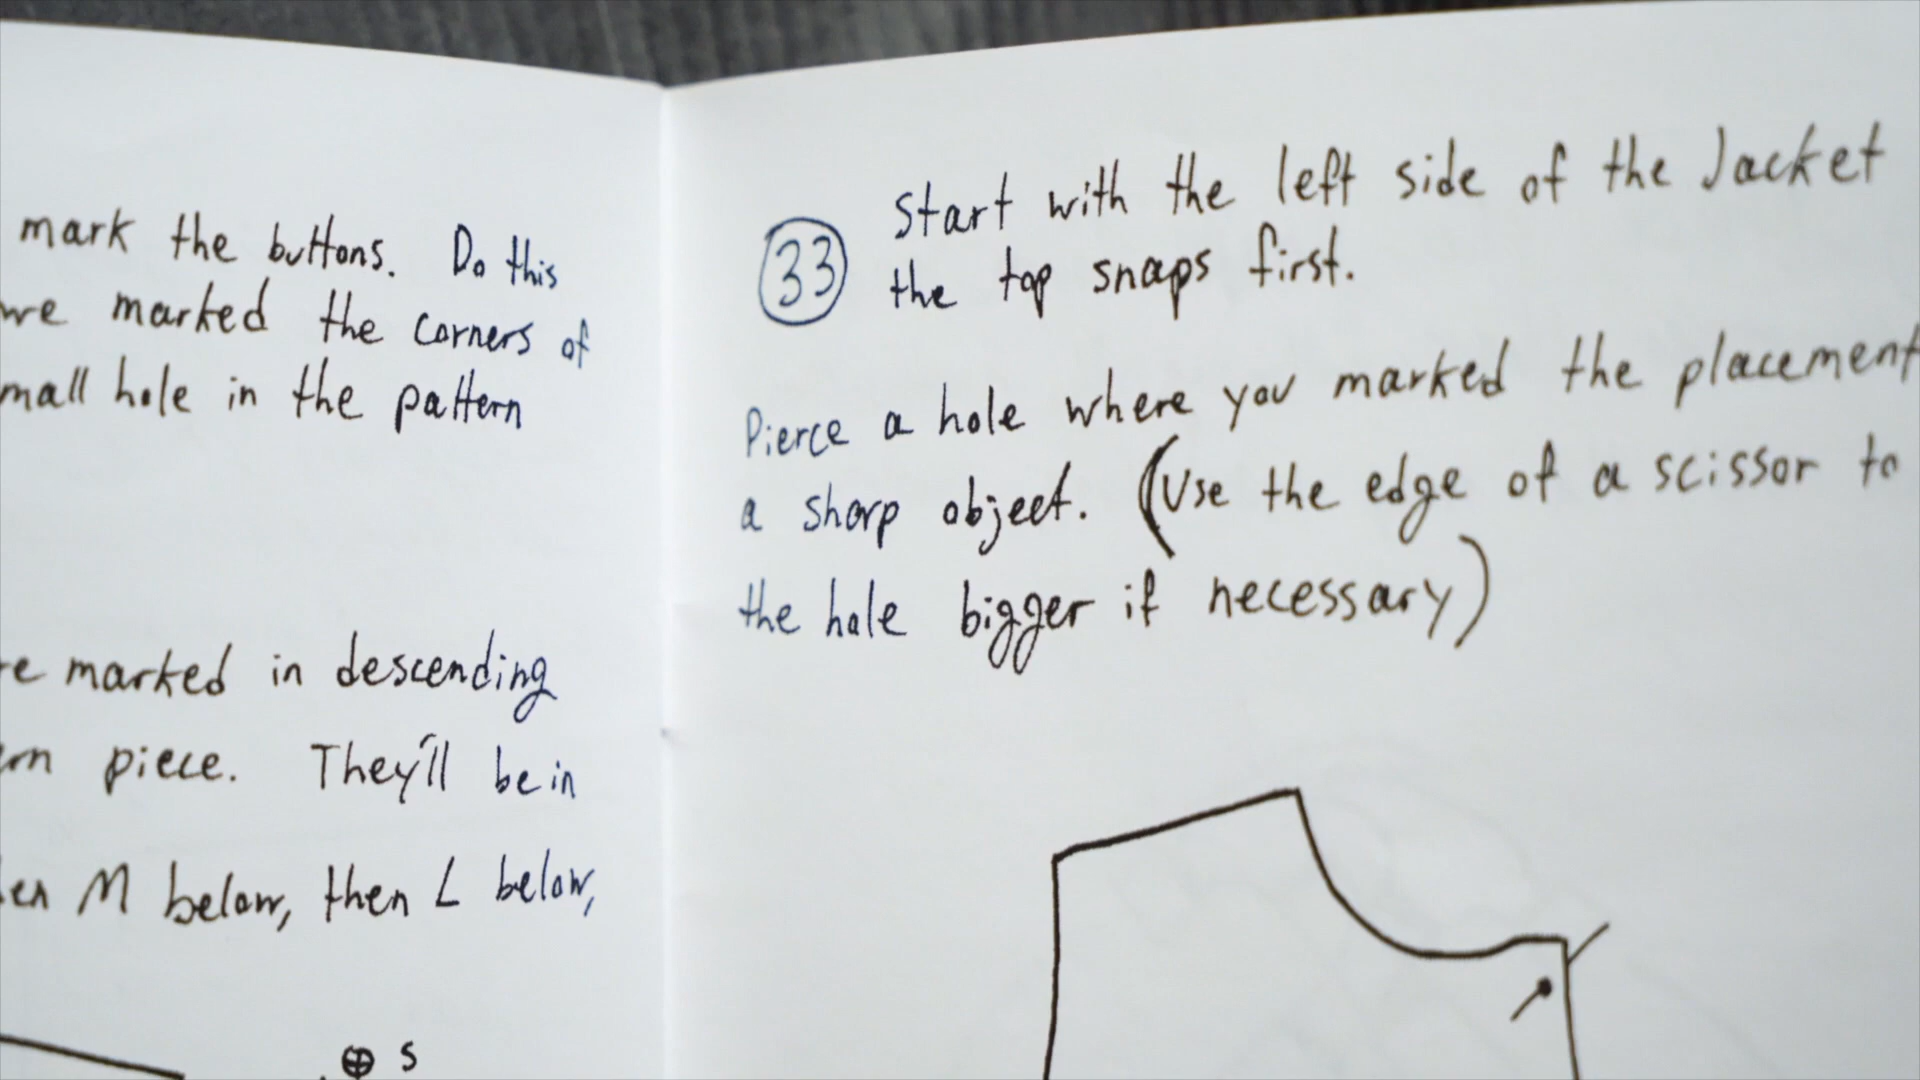 mark the buttons. Do this
we marked the corners of
mall hole in the pattern
re marked in descending
piece. They'll be in
M below, then L below,
S
33
Start with the left side of the Jacket
the top snaps first.
Pierce a hole where you marked the placement
a sharp object. (Use the edge of a scissor to
the hole bigger if necessary)